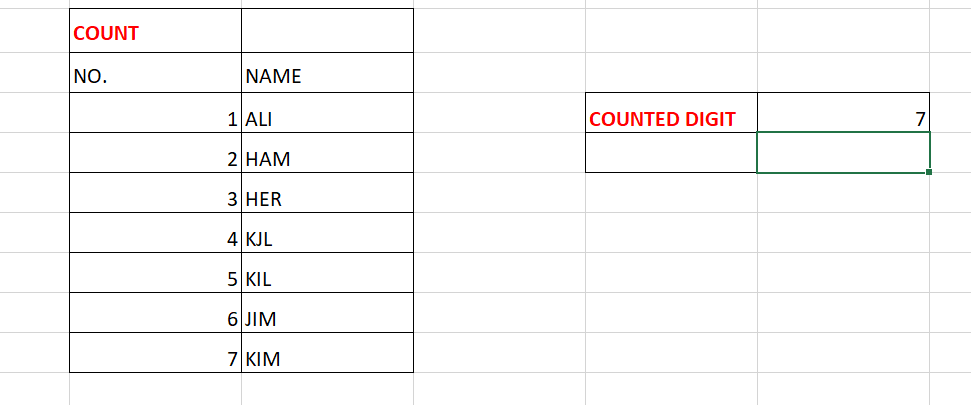 COUNT
NO. NAME
1 ALI
COUNTED DIGIT 7
2 HAM
3 HER
4 KJL
5 KIL
6 JIM
7 KIM